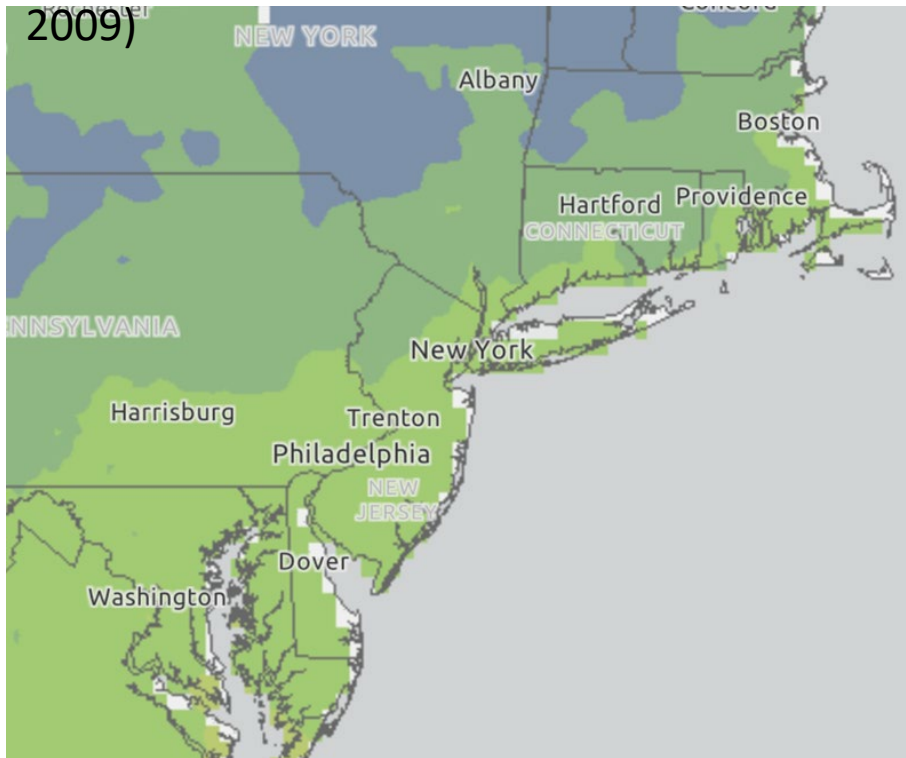 2009)
NEW YORK
Albany
Boston
Hartford
Providence
CONNECTICUT
NNSYLVANIA
New York
Harrisburg
Trenton
Philadelphia
NEW
JERSEY
Dover
Washington